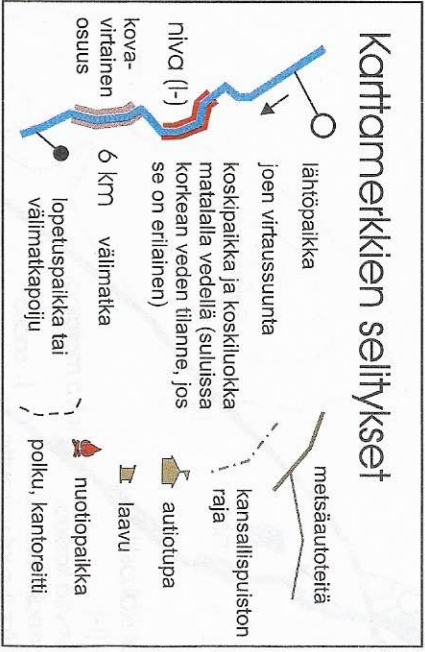 Karttamerkkien selitykset
lähtöpaikka
joen virtaussuunta
niva (I-)
koskipaikka ja koskiluokka
matalalla vedellä (suluissa
korkean veden tilanne, jos
se on erilainen)
kova-
virtainen
osuus
6 km
välimatka
lopetuspaikka tai
välimatkapoiju
metsäautoteitä
kansallispuiston
raja
autiotupa
laavu
nuotiopaikka
polku, kantoreitti